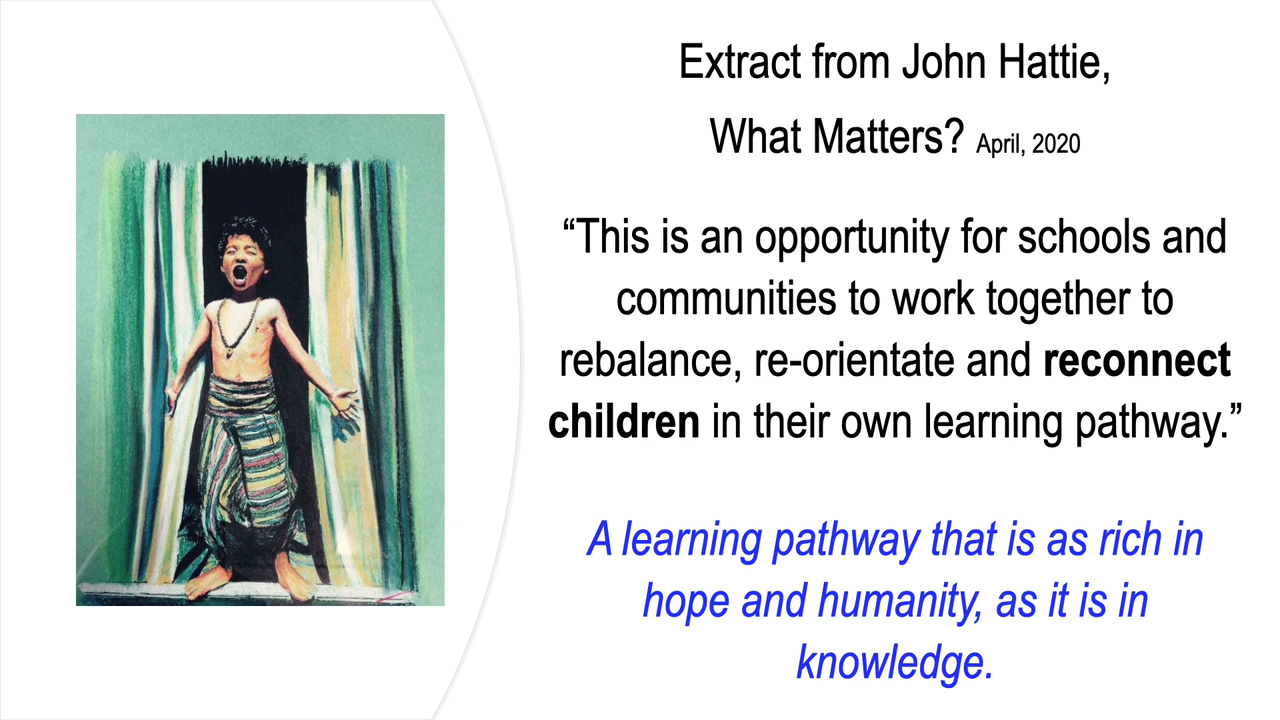 Extract from John Hattie,
What Matters? April, 2020
“This is an opportunity for schools and
communities to work together to
rebalance, re-orientate and reconnect
children in their own learning pathway.”
A learning pathway that is as rich in
hope and humanity, as it is in
knowledge.